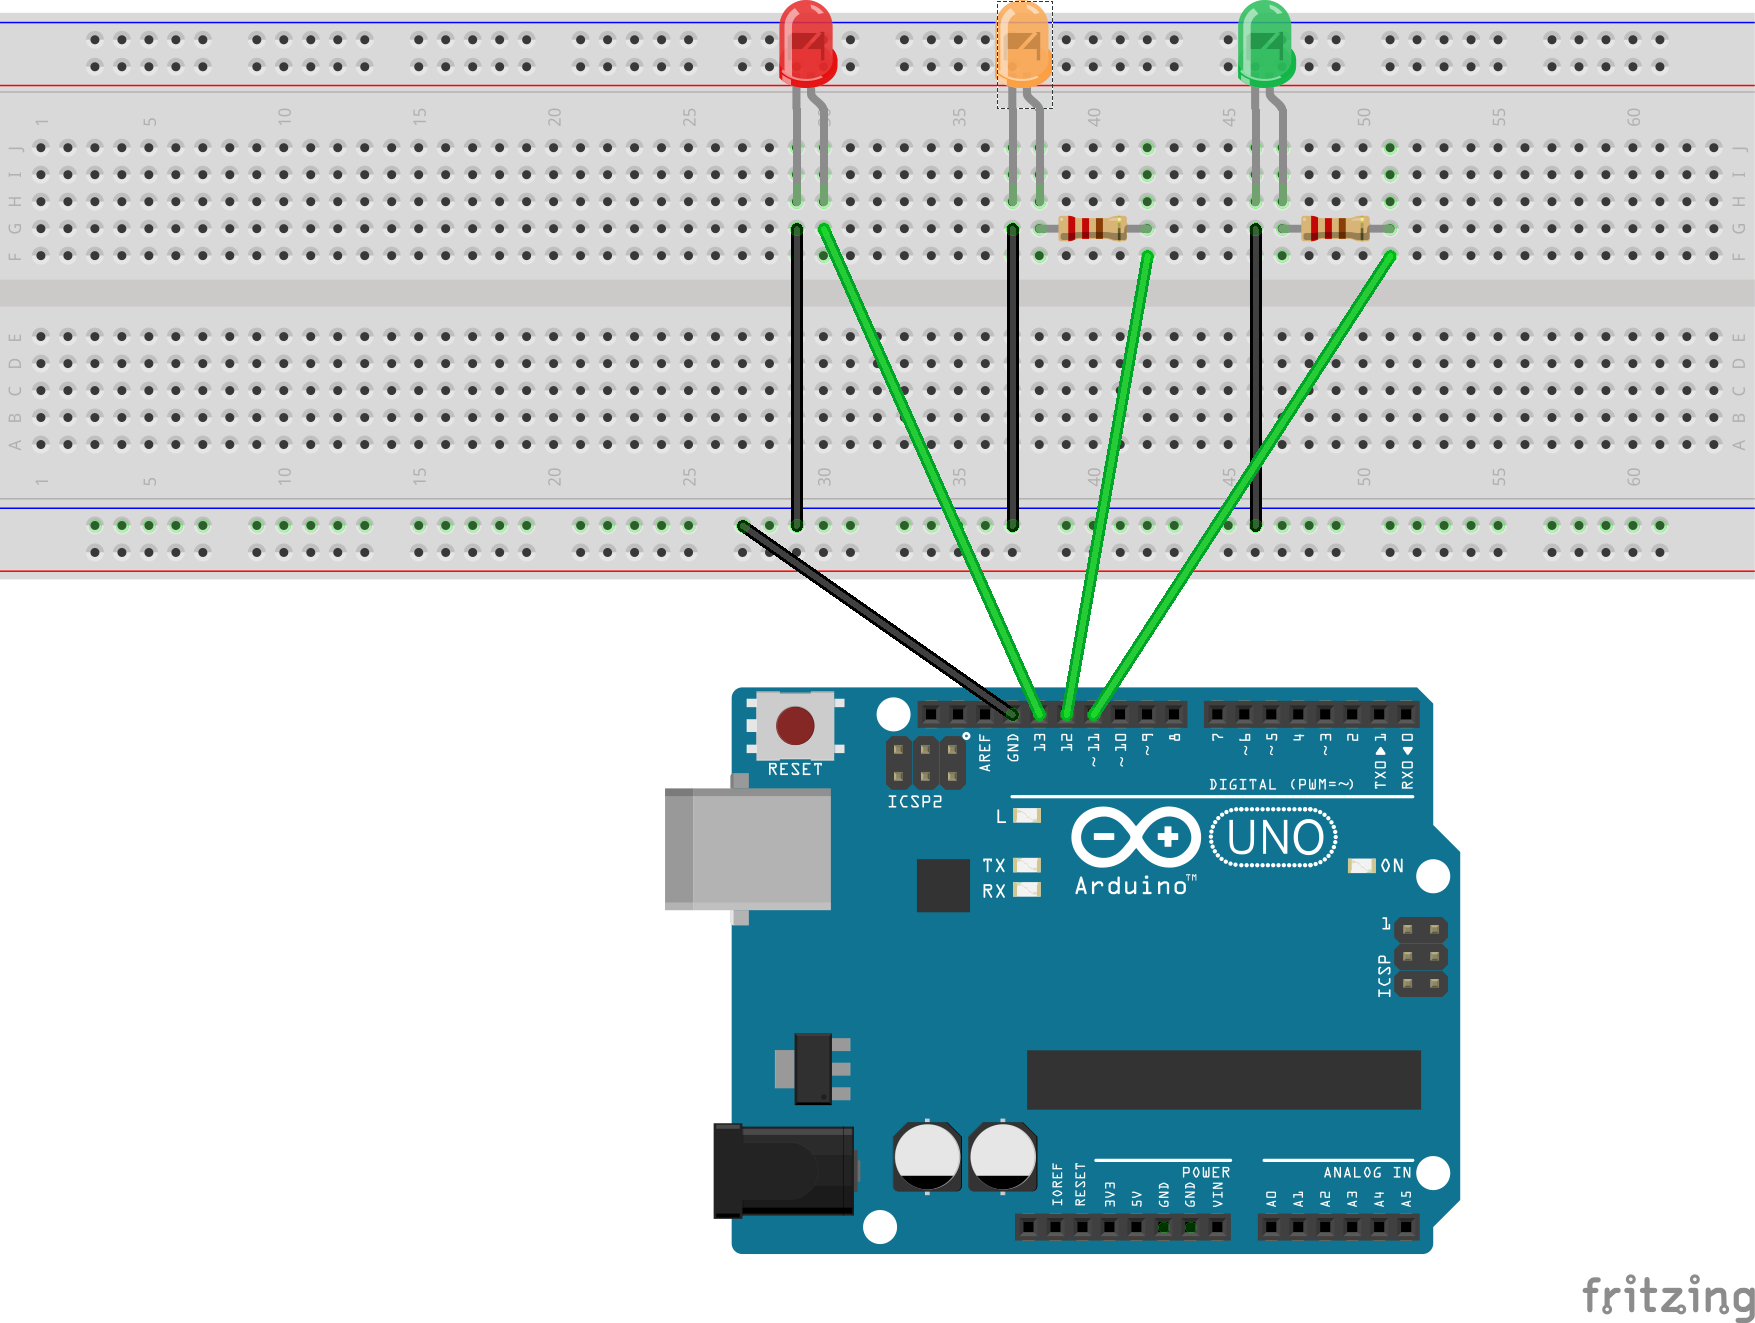 1 5 10 15 20 25 30 35 40 45 50 55 60
J J
I I
H H
G G
F F
E E
D D
C C
B B
A A
1 5 10 15 20 25 30 35 40 45 50 55 60
RESET
ICSP2
AREF
GND
13
12
~11
~10
~9
8
7
~6
~5
4
~3
2
TX0▶1
RX0◀0
DIGITAL (PWM=~)
L
TX
RX
UNO
ON
Arduino™
1
ICSP
IOREF
RESET
3V3
5V
GND
GND
VIN
POWER
ANALOG IN
A0
A1
A2
A3
A4
A5
fritzing